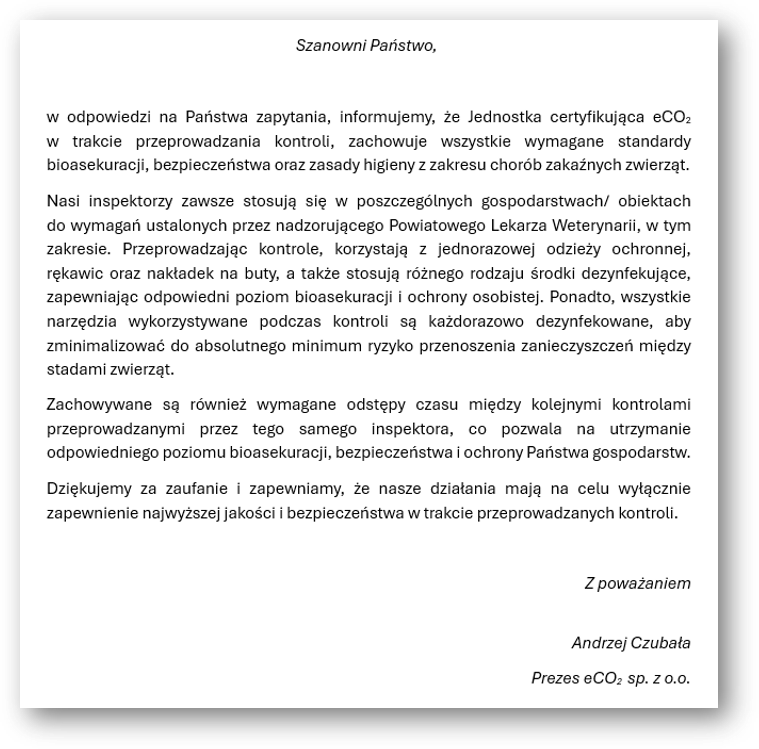 Szanowni Państwo,
w odpowiedzi na Państwa zapytania, informujemy, że Jednostka certyfikująca eCO₂
w trakcie przeprowadzania kontroli, zachowuje wszystkie wymagane standardy
bioasekuracji, bezpieczeństwa oraz zasady higieny z zakresu chorób zakaźnych zwierząt.
Nasi inspektorzy zawsze stosują się w poszczególnych gospodarstwach/ obiektach
do wymagań ustalonych przez nadzorującego Powiatowego Lekarza Weterynarii, w tym
zakresie. Przeprowadzając kontrole, korzystają z jednorazowej odzieży ochronnej,
rękawic oraz nakładek na buty, a także stosują różnego rodzaju środki dezynfekujące,
zapewniając odpowiedni poziom bioasekuracji i ochrony osobistej. Ponadto, wszystkie
narzędzia wykorzystywane podczas kontroli są każdorazowo dezynfekowane, aby
zminimalizować do absolutnego minimum ryzyko przenoszenia zanieczyszczeń między
stadami zwierząt.
Zachowywane są również wymagane odstępy czasu między kolejnymi kontrolami
przeprowadzanymi przez tego samego inspektora, co pozwala na utrzymanie
odpowiedniego poziomu bioasekuracji, bezpieczeństwa i ochrony Państwa gospodarstw.
Dziękujemy za zaufanie i zapewniamy, że nasze działania mają na celu wyłącznie
zapewnienie najwyższej jakości i bezpieczeństwa w trakcie przeprowadzanych kontroli.
Z poważaniem
Andrzej Czubała
Prezes eCO₂ sp. z o.o.